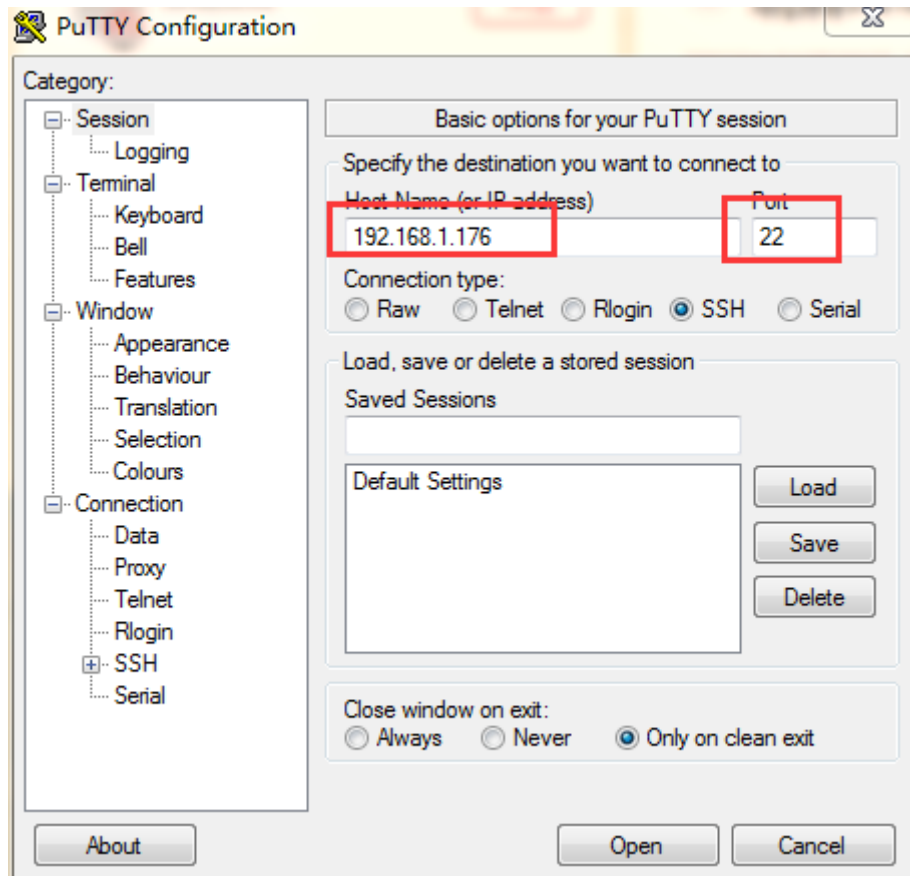 PuTTY Configuration
Category:
Session
Logging
Terminal
Keyboard
Bell
Features
Window
Appearance
Behaviour
Translation
Selection
Colours
Connection
Data
Proxy
Telnet
Rlogin
SSH
Serial
Basic options for your PuTTY session
Specify the destination you want to connect to
Host Name (or IP address) Port
192.168.1.176 22
Connection type:
Raw Telnet Rlogin SSH Serial
Load, save or delete a stored session
Saved Sessions
Default Settings
Load
Save
Delete
Close window on exit:
Always Never Only on clean exit
About Open Cancel